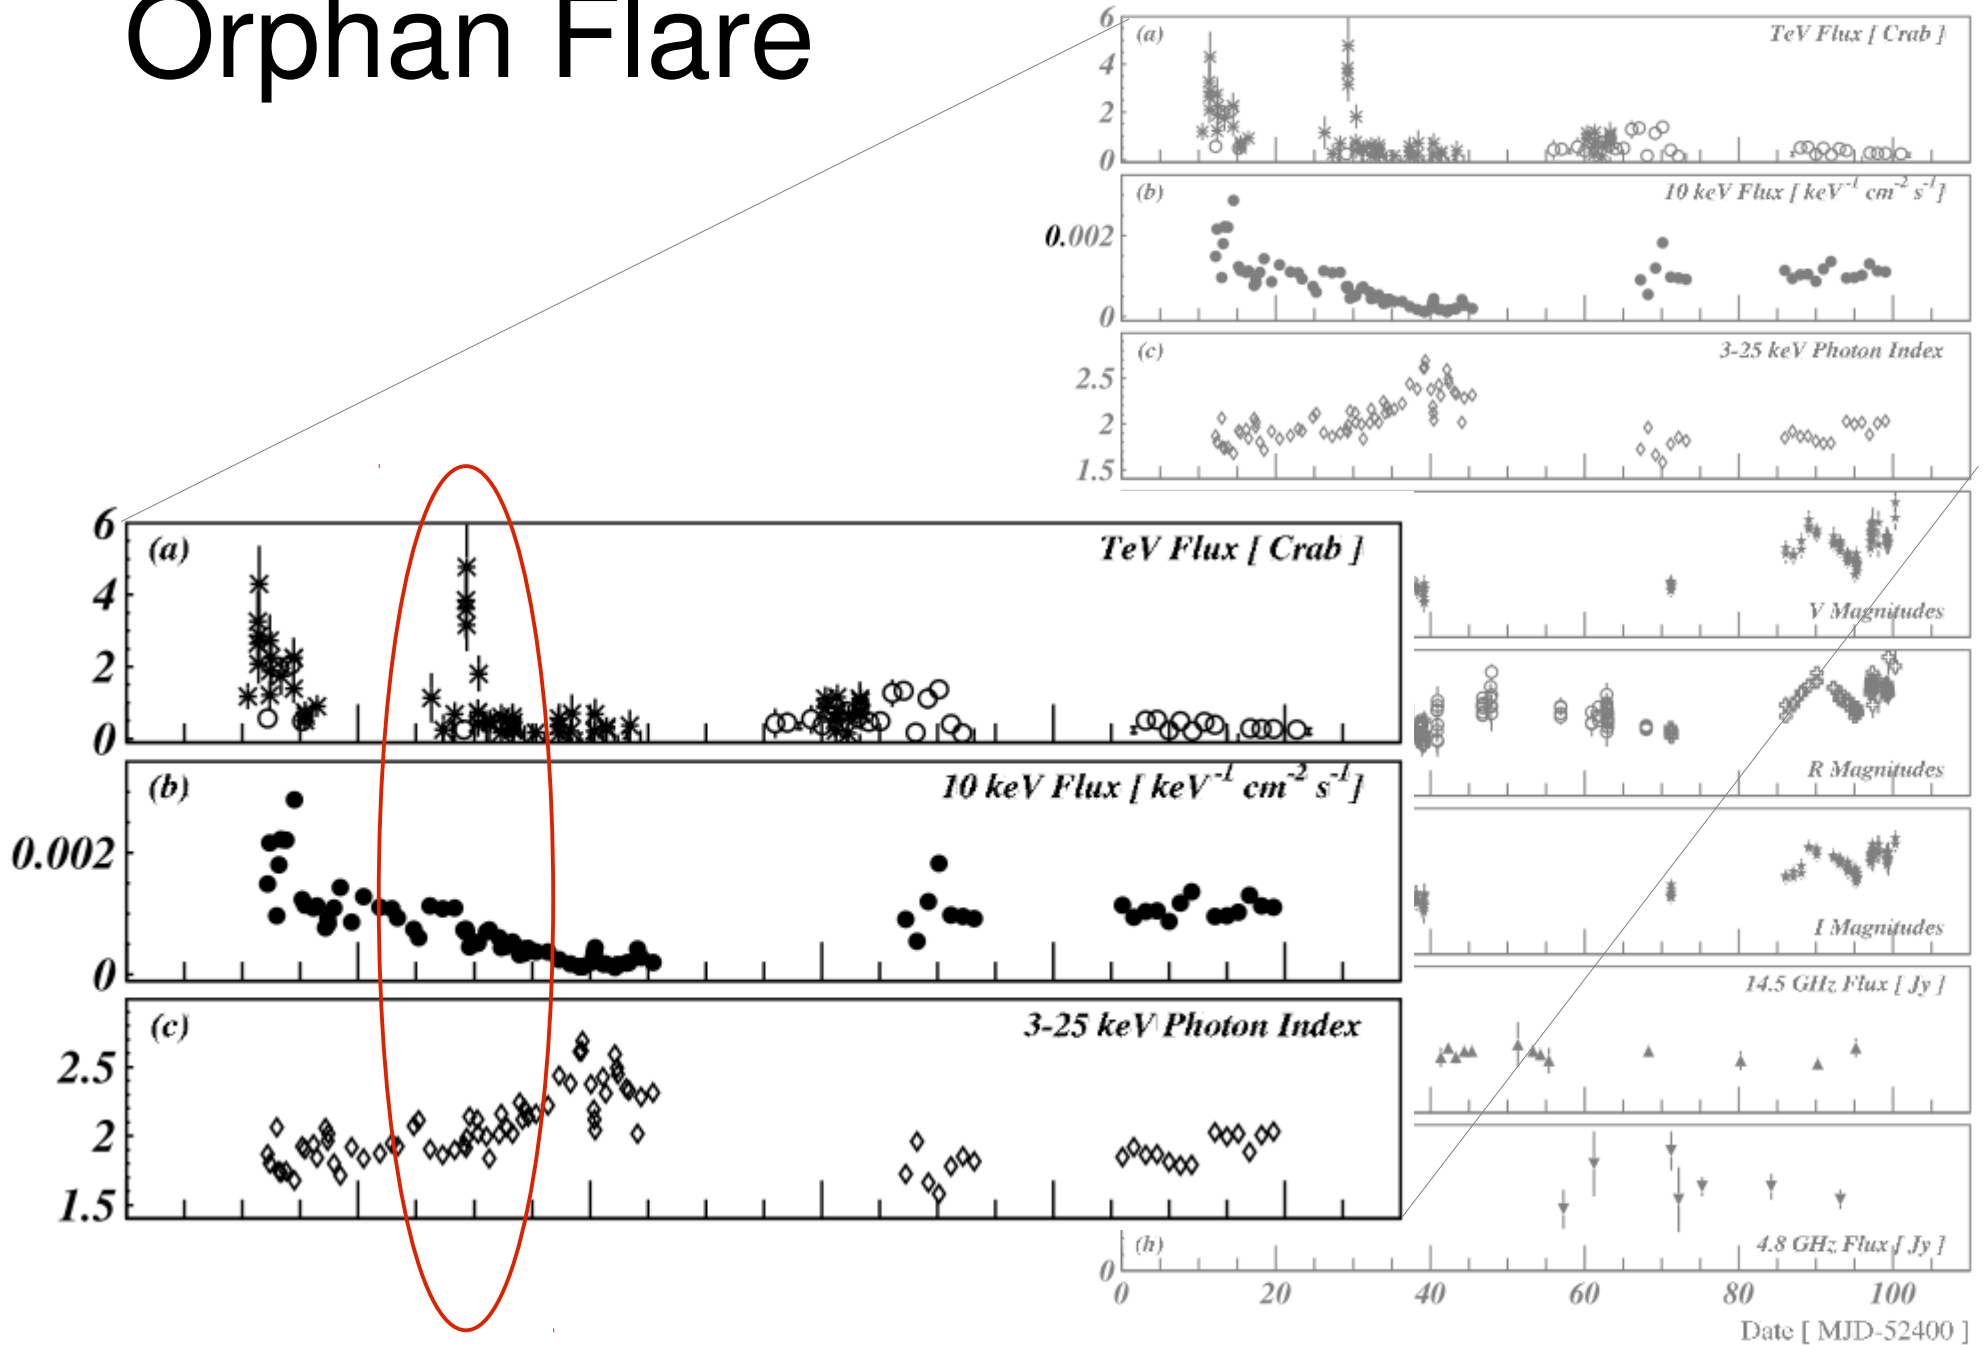 Orphan Flare
6
(a)
TeV Flux [ Crab ]
4
2
0
(b)
10 keV Flux [ keV⁻¹ cm⁻² s⁻¹]
0.002
0
(c)
3-25 keV Photon Index
2.5
2
1.5
V Magnitudes
R Magnitudes
I Magnitudes
14.5 GHz Flux [ Jy ]
(h)
4.8 GHz Flux [ Jy ]
0
0 20 40 60 80 100
Date [ MJD-52400 ]
6
(a)
TeV Flux [ Crab ]
4
2
0
(b)
10 keV Flux [ keV⁻¹ cm⁻² s⁻¹]
0.002
0
(c)
3-25 keV Photon Index
2.5
2
1.5